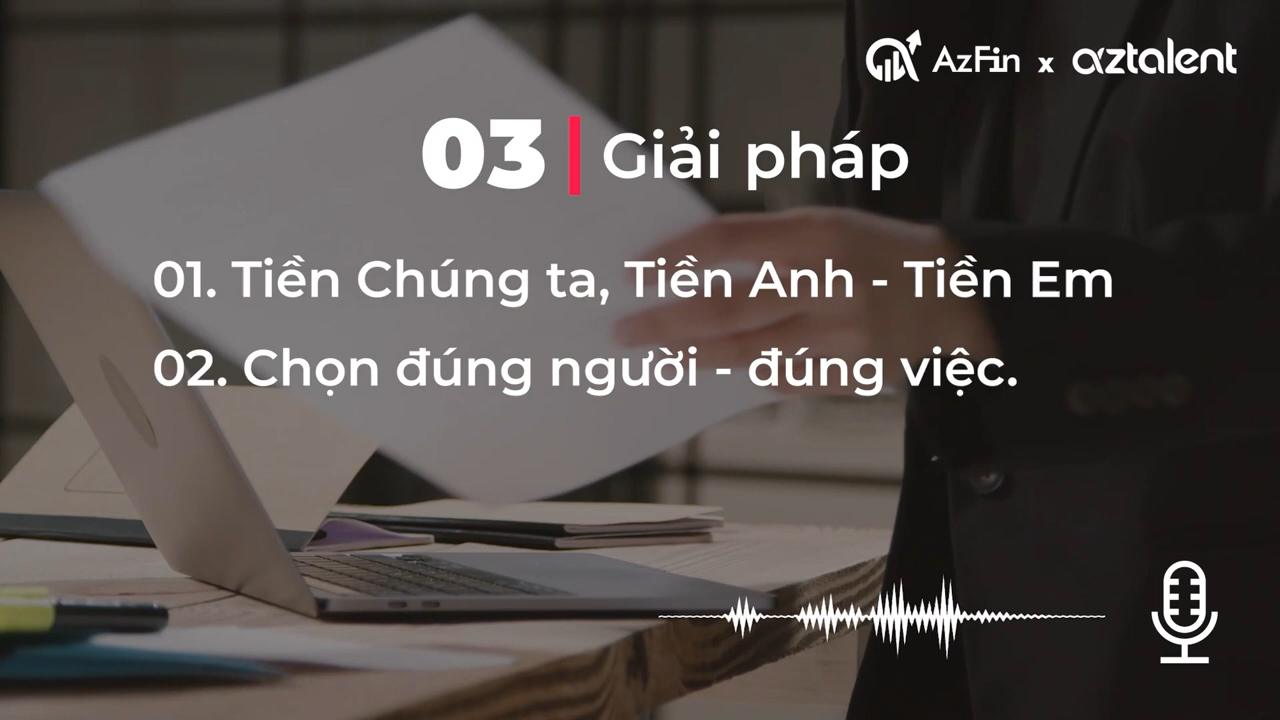 AzFin x aztalent
03 | Giải pháp
01. Tiền Chúng ta, Tiền Anh - Tiền Em
02. Chọn đúng người - đúng việc.